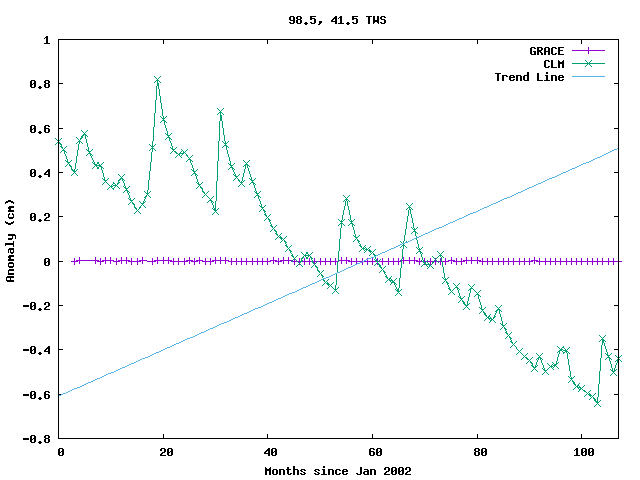 98.5, 41.5 TWS
GRACE
CLM
Trend Line
Anomaly (cm)
1
0.8
0.6
0.4
0.2
0
-0.2
-0.4
-0.6
-0.8
0 20 40 60 80 100
Months since Jan 2002